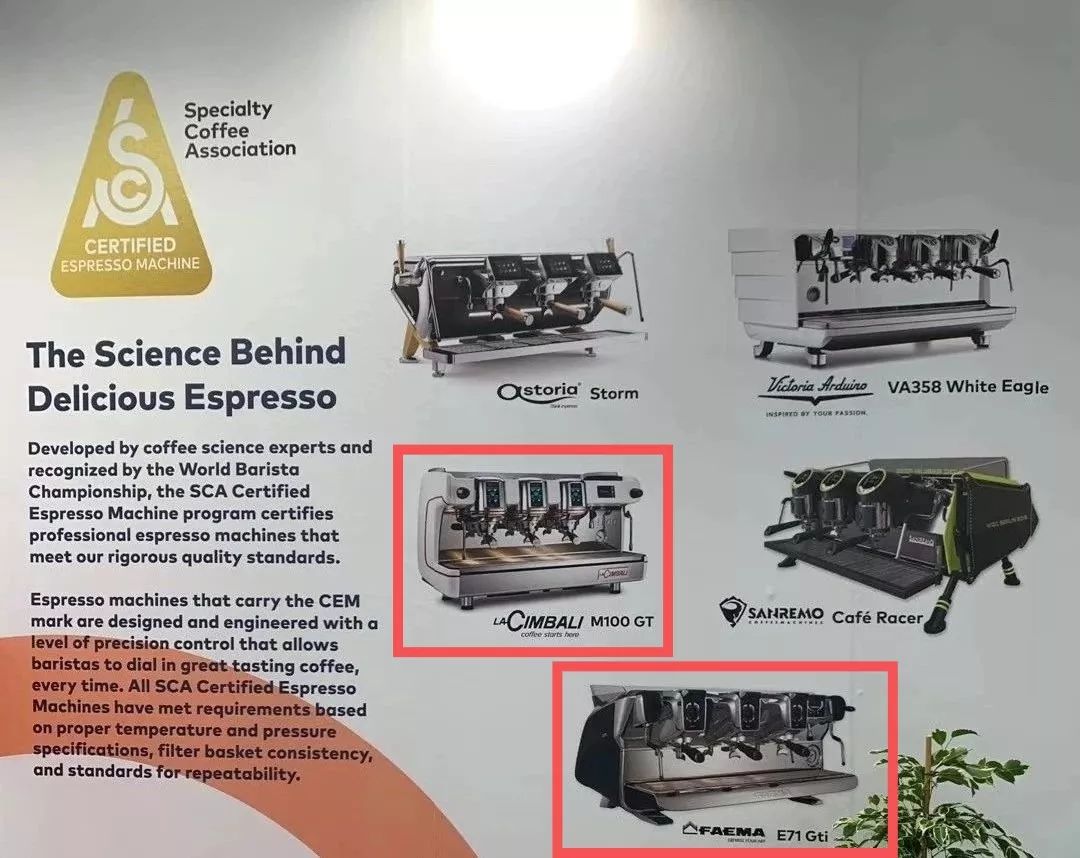 Specialty
Coffee
Association
CERTIFIED
ESPRESSO MACHINE
The Science Behind
Delicious Espresso
Developed by coffee science experts and
recognized by the World Barista
Championship, the SCA Certified
Espresso Machine program certifies
professional espresso machines that
meet our rigorous quality standards.
Espresso machines that carry the CEM
mark are designed and engineered with a
level of precision control that allows
baristas to dial in great tasting coffee,
every time. All SCA Certified Espresso
Machines have met requirements based
on proper temperature and pressure
specifications, filter basket consistency,
and standards for repeatability.
astoria Storm
Victoria Arduino VA358 White Eagle
INSPIRED BY YOUR PASSION.
LACIMBALI
LACIMBALI M100 GT
coffee starts here
SANREMO Café Racer
COFFEE MACHINES
FAEMA E71 Gti